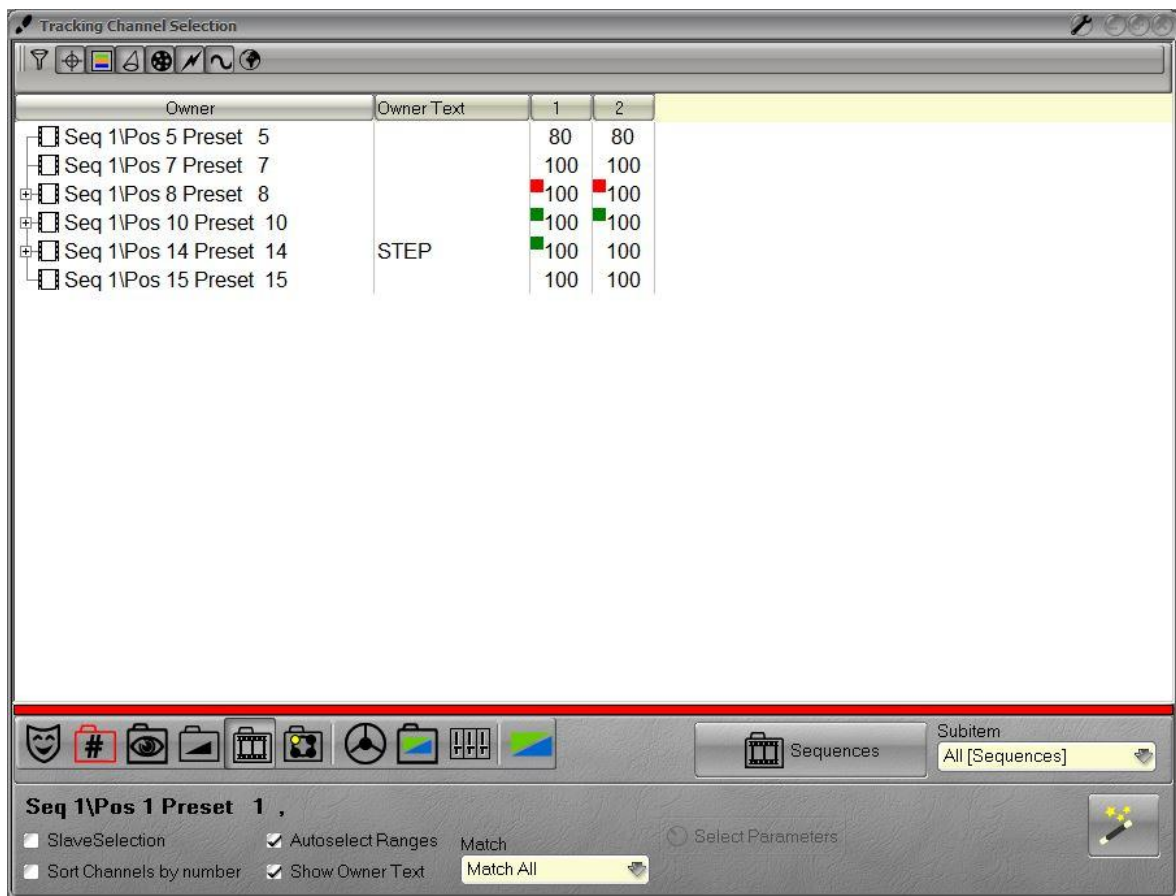 Tracking Channel Selection
Owner Owner Text 1 2
Seq 1\Pos 5 Preset 5 80 80
Seq 1\Pos 7 Preset 7 100 100
Seq 1\Pos 8 Preset 8 100 100
Seq 1\Pos 10 Preset 10 100 100
Seq 1\Pos 14 Preset 14 STEP 100 100
Seq 1\Pos 15 Preset 15 100 100
#
Sequences
Subitem
All [Sequences]
Seq 1\Pos 1 Preset 1 ,
SlaveSelection
Autoselect Ranges
Match
Select Parameters
Sort Channels by number
Show Owner Text
Match All